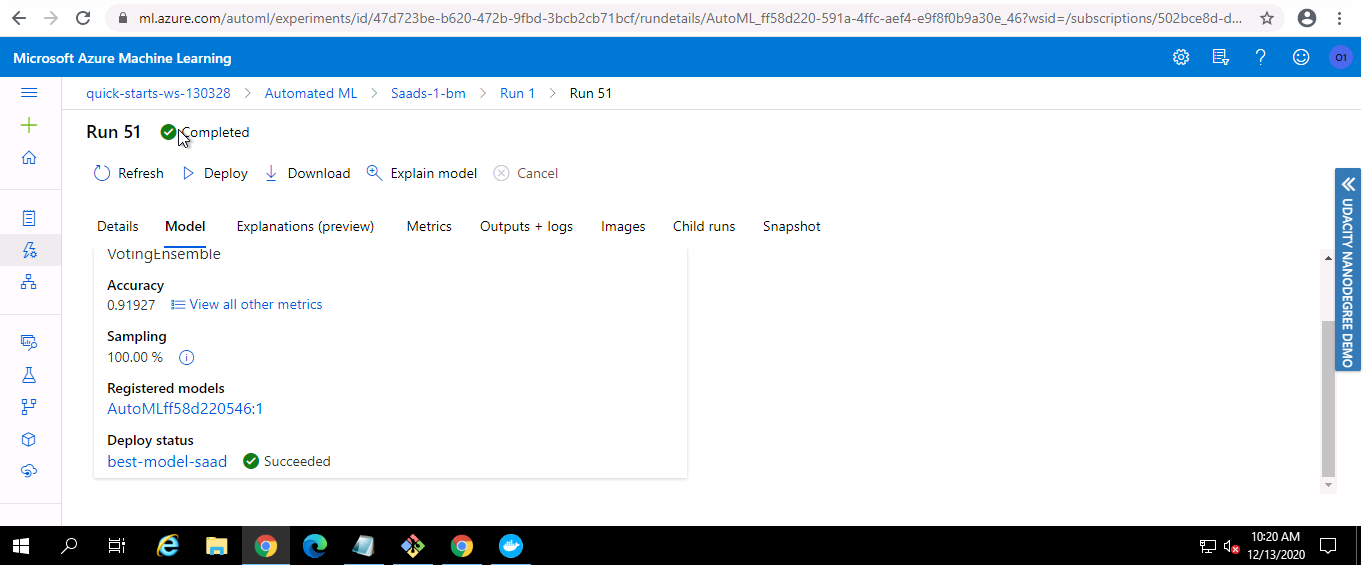 ml.azure.com/automl/experiments/id/47d723be-b620-472b-9fbd-3bcb2cb71bcf/rundetails/AutoML_ff58d220-591a-4ffc-aef4-e9f8f0b9a30e_46?wsid=/subscriptions/502bce8d-d...
Microsoft Azure Machine Learning
O1
quick-starts-ws-130328 > Automated ML > Saads-1-bm > Run 1 > Run 51
Run 51 Completed
Refresh Deploy Download Explain model Cancel
Details Model Explanations (preview) Metrics Outputs + logs Images Child runs Snapshot
VotingEnsemble
Accuracy
0.91927 View all other metrics
Sampling
100.00 %
Registered models
AutoMLff58d220546:1
Deploy status
best-model-saad Succeeded
UDACITY NANODEGREE DEMO
10:20 AM
12/13/2020